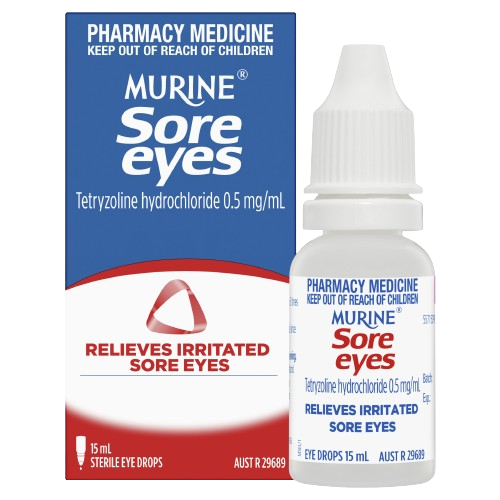 PHARMACY MEDICINE
KEEP OUT OF REACH OF CHILDREN
MURINE®
Sore
eyes
Tetryzoline hydrochloride 0.5 mg/mL
RELIEVES IRRITATED
SORE EYES
15 mL
STERILE EYE DROPS
AUST R 29689
PHARMACY MEDICINE
KEEP OUT OF REACH OF CHILDREN
MURINE®
Sore
eyes
Tetryzoline hydrochloride 0.5 mg/mL
RELIEVES IRRITATED
SORE EYES
EYE DROPS 15 mL AUST R 29689
Batch
Exp: